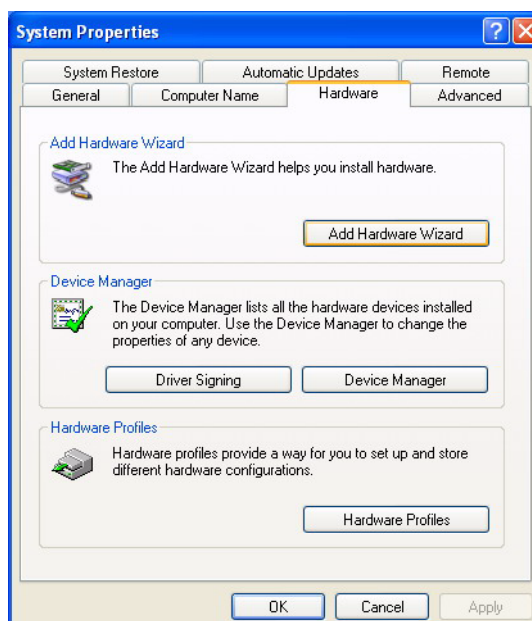 System Properties
System Restore
Automatic Updates
Remote
General
Computer Name
Hardware
Advanced
Add Hardware Wizard
The Add Hardware Wizard helps you install hardware.
Add Hardware Wizard
Device Manager
The Device Manager lists all the hardware devices installed
on your computer. Use the Device Manager to change the
properties of any device.
Driver Signing
Device Manager
Hardware Profiles
Hardware profiles provide a way for you to set up and store
different hardware configurations.
Hardware Profiles
OK
Cancel
Apply